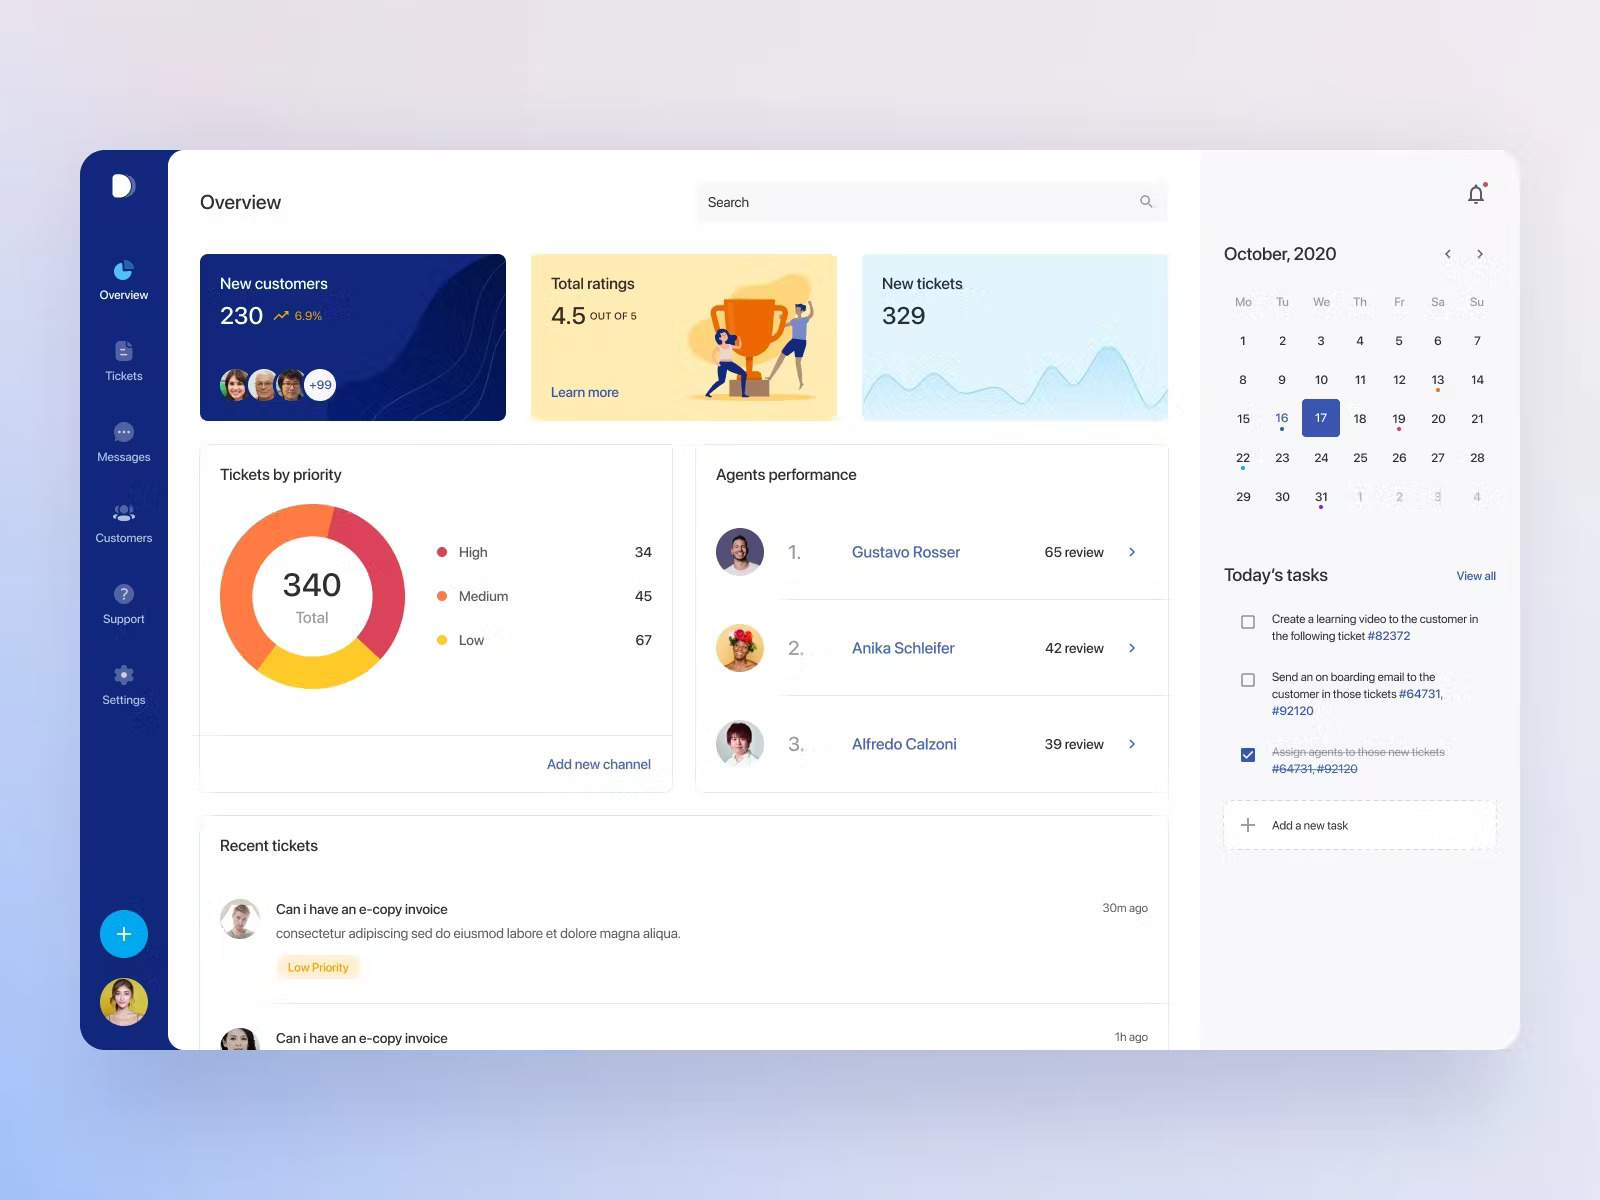 Overview
Tickets
Messages
Customers
?
Support
Settings
Overview
Search
New customers
230 6.9%
+99
Total ratings
4.5 OUT OF 5
Learn more
New tickets
329
Tickets by priority
340
Total
High 34
Medium 45
Low 67
Add new channel
Agents performance
1. Gustavo Rosser 65 review
2. Anika Schleifer 42 review
3. Alfredo Calzoni 39 review
Recent tickets
Can i have an e-copy invoice 30m ago
consectetur adipiscing sed do eiusmod labore et dolore magna aliqua.
Low Priority
Can i have an e-copy invoice 1h ago
October, 2020
Mo Tu We Th Fr Sa Su
1 2 3 4 5 6 7
8 9 10 11 12 13 14
15 16 17 18 19 20 21
22 23 24 25 26 27 28
29 30 31 1 2 3 4
Today's tasks View all
Create a learning video to the customer in
the following ticket #82372
Send an on boarding email to the
customer in those tickets #64731,
#92120
Assign agents to those new tickets
#64731, #92120
Add a new task